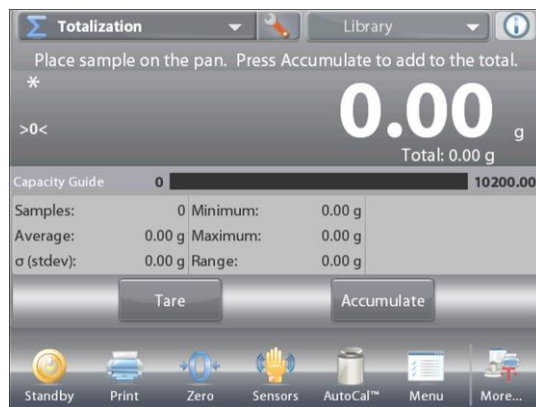 Σ Totalization Library
Place sample on the pan. Press Accumulate to add to the total.
*
>0<
0.00 g
Total: 0.00 g
Capacity Guide 0 10200.00
Samples: 0 Minimum: 0.00 g
Average: 0.00 g Maximum: 0.00 g
σ (stdev): 0.00 g Range: 0.00 g
Tare Accumulate
Standby Print Zero Sensors AutoCal™ Menu More...